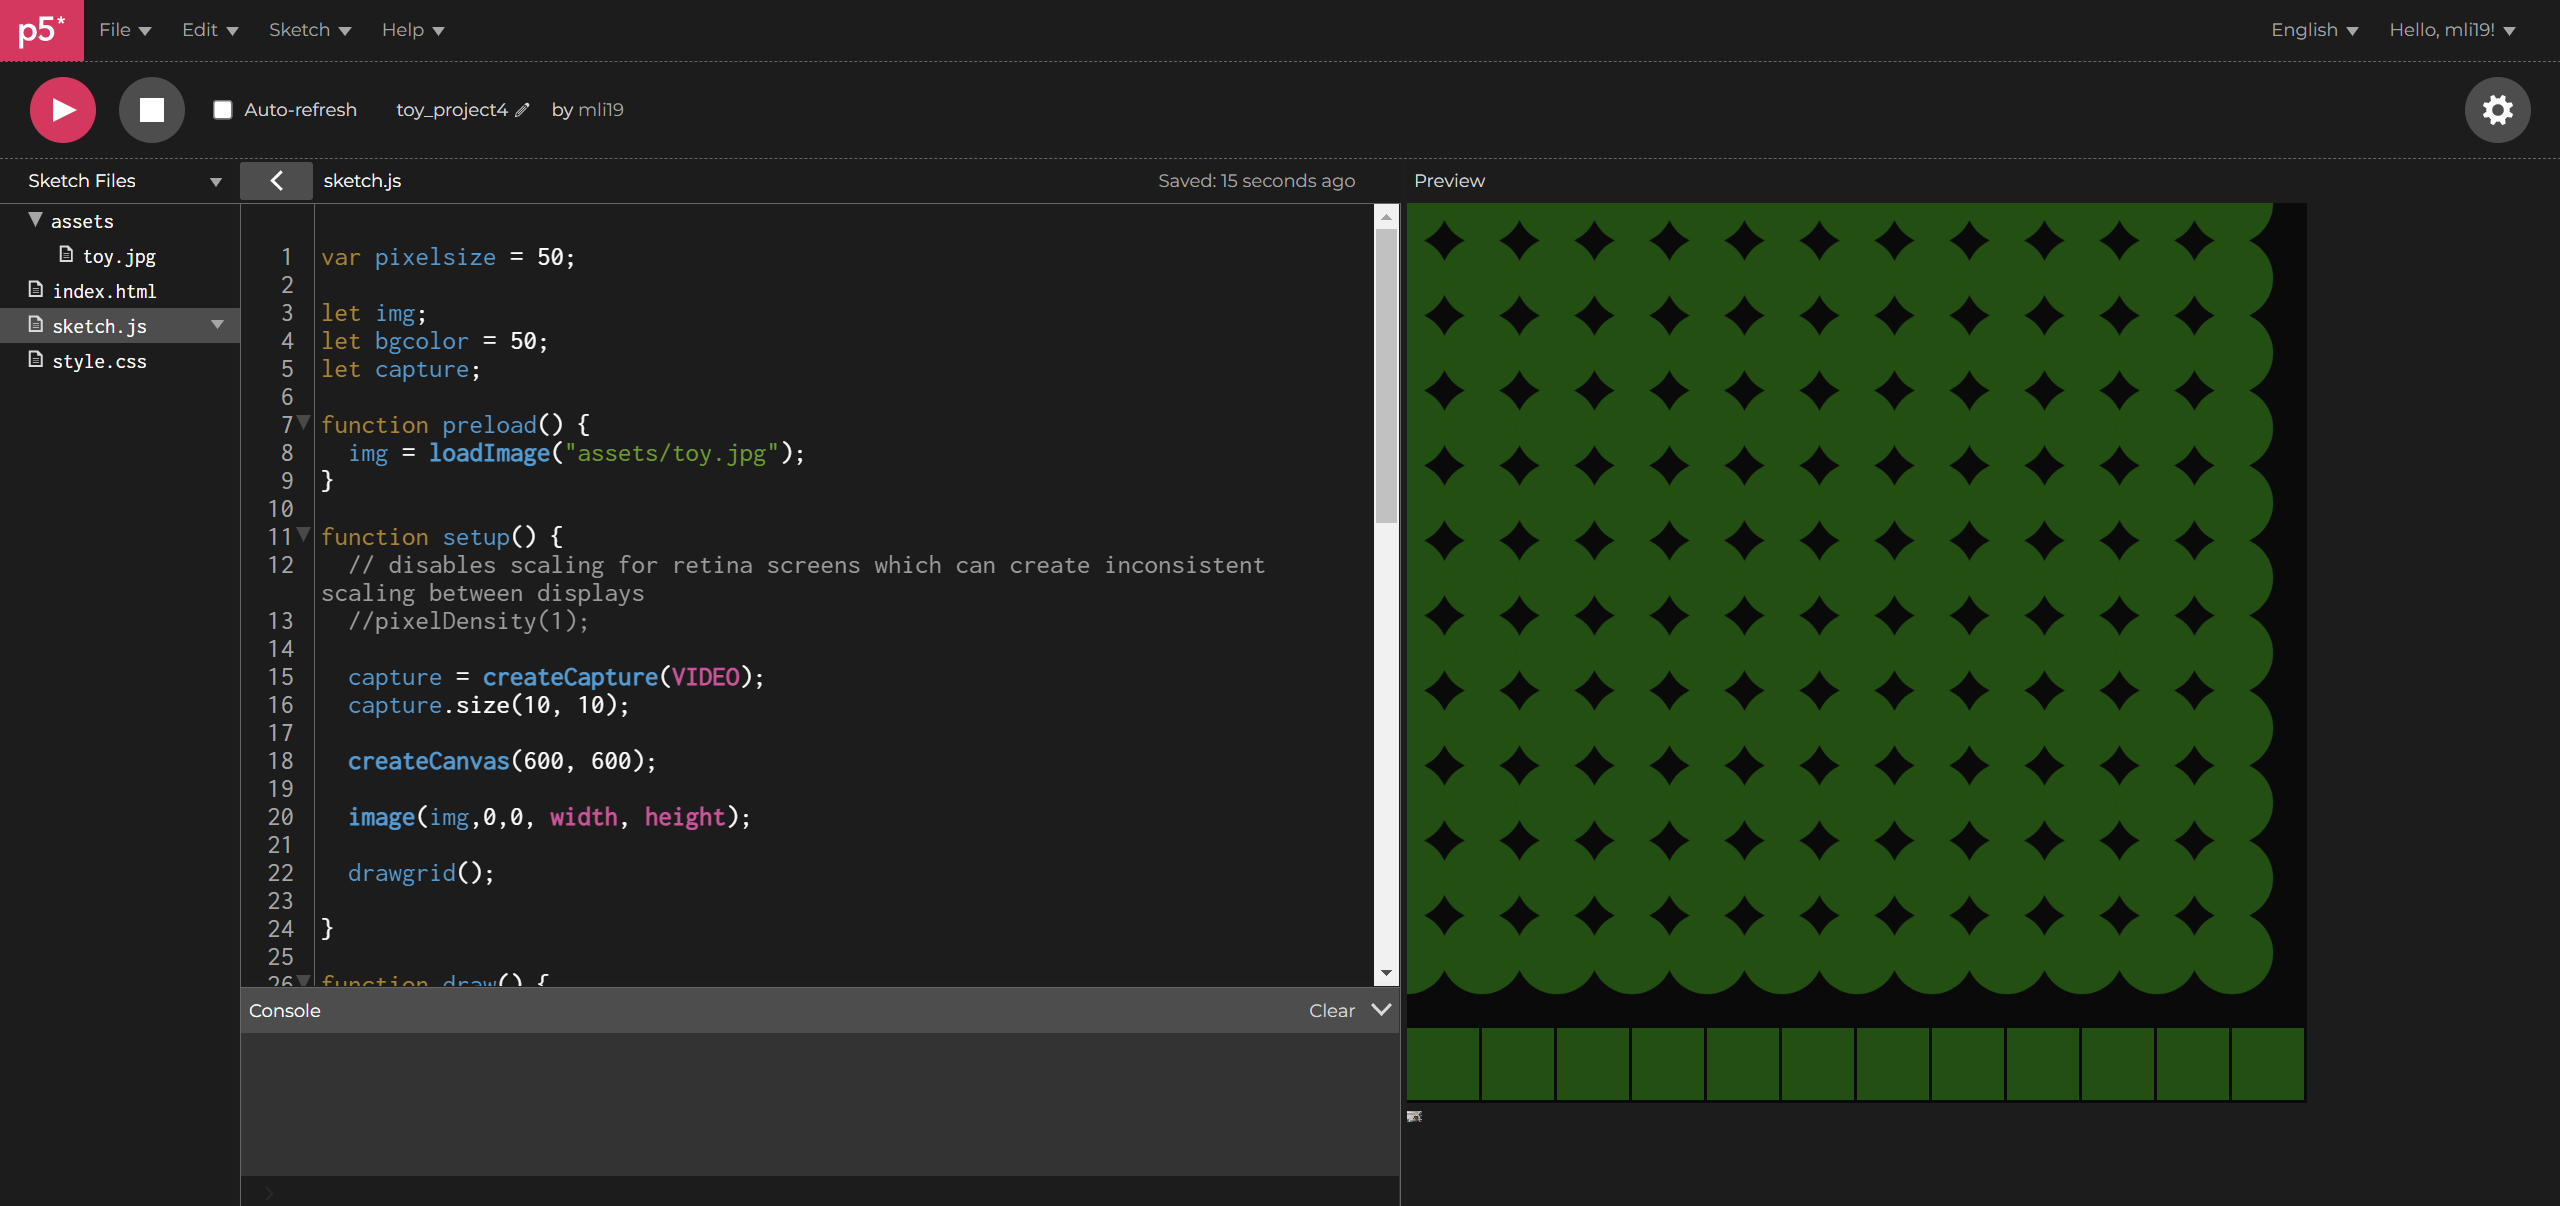 p5* File Edit Sketch Help English Hello, mli19!
Auto-refresh toy_project4 by mli19
Sketch Files
assets
toy.jpg
index.html
sketch.js
style.css
sketch.js Saved: 15 seconds ago
1 var pixelsize = 50;
2
3 let img;
4 let bgcolor = 50;
5 let capture;
6
7 function preload() {
8 img = loadImage("assets/toy.jpg");
9 }
10
11 function setup() {
12 // disables scaling for retina screens which can create inconsistent
scaling between displays
13 //pixelDensity(1);
14
15 capture = createCapture(VIDEO);
16 capture.size(10, 10);
17
18 createCanvas(600, 600);
19
20 image(img,0,0, width, height);
21
22 drawgrid();
23
24 }
25
26 function draw() {
Console Clear
Preview